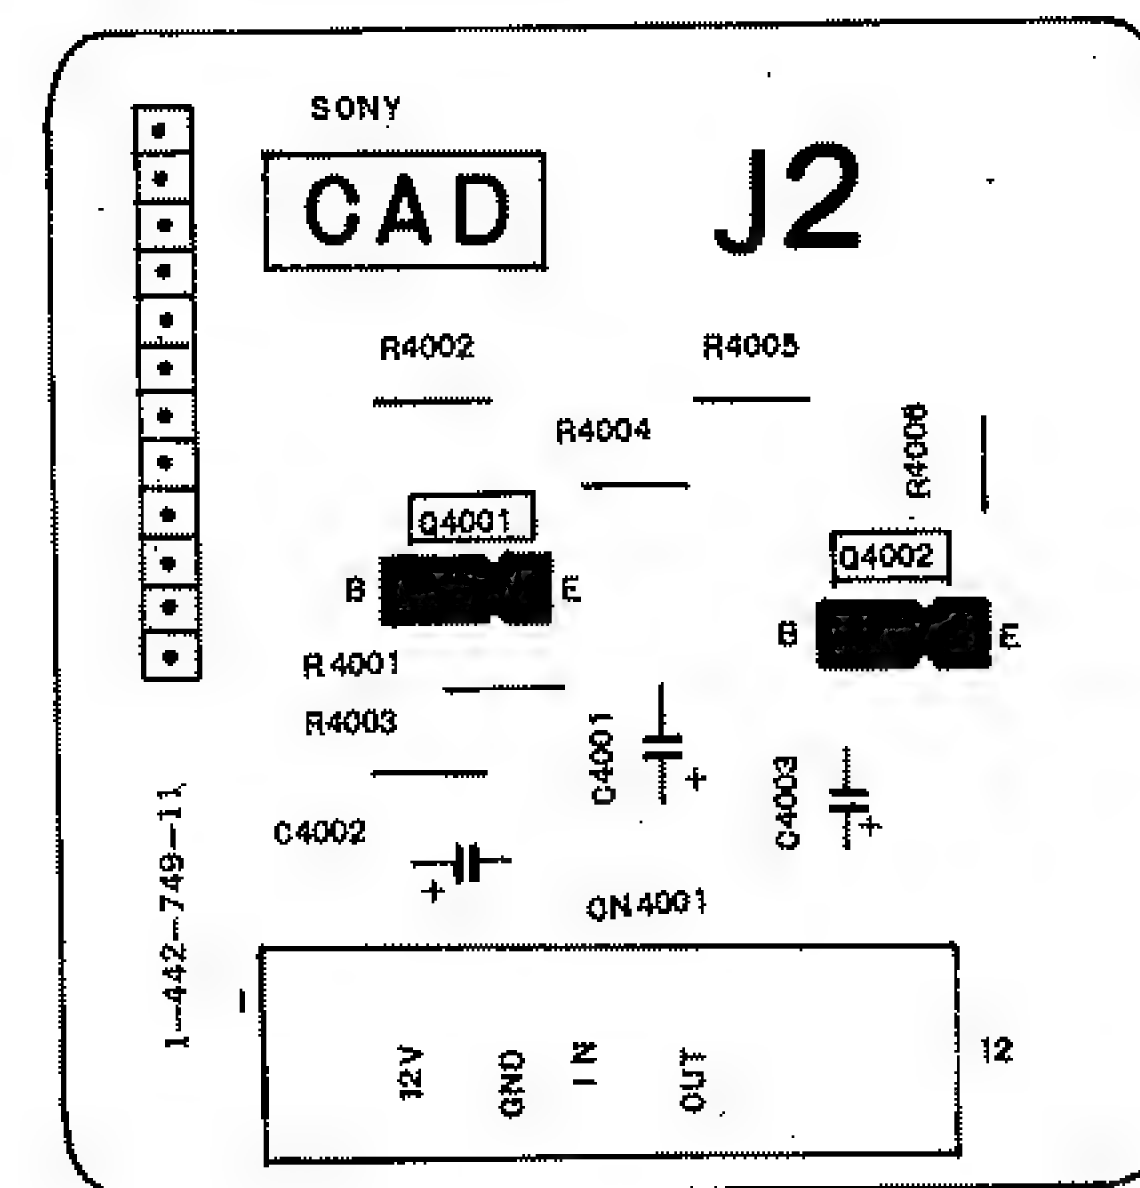 SONY
CAD
J2
R4002
R4005
R4004
R4006
Q4001
Q4002
B
E
B
E
R4001
R4003
C4001
C4003
C4002
CN4001
1-442-749-11
1
12
12V
GND
IN
OUT